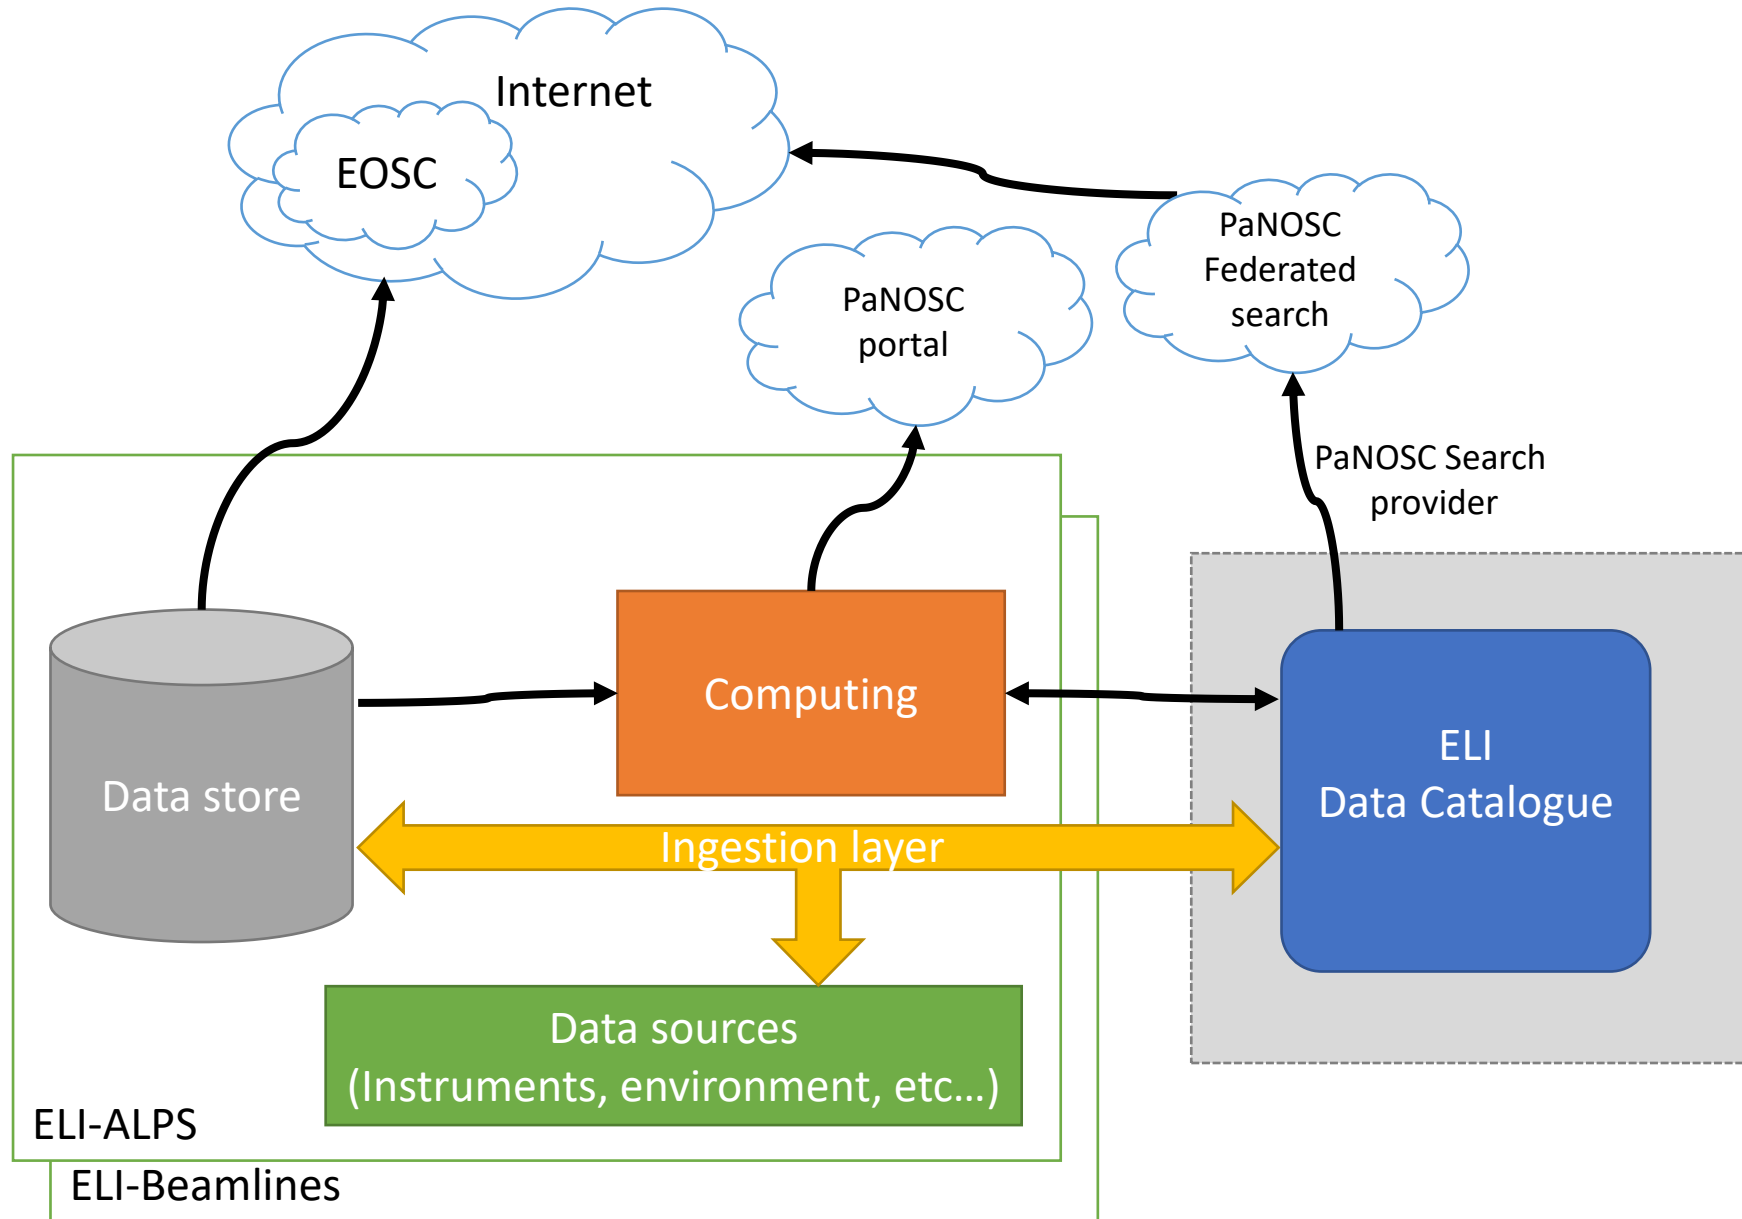 Internet
EOSC
PaNOSC
Federated
search
PaNOSC
portal
PaNOSC Search
provider
Computing
ELI
Data Catalogue
Data store
Ingestion layer
Data sources
(Instruments, environment, etc…)
ELI-ALPS
ELI-Beamlines